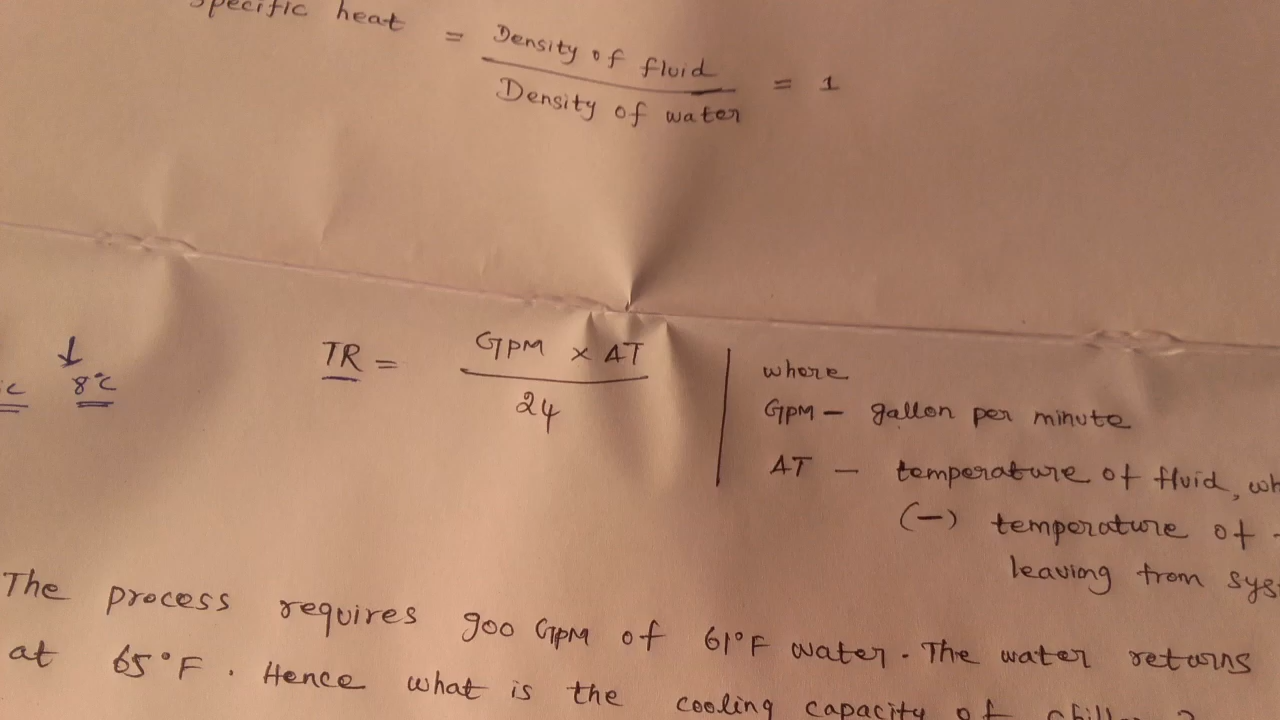 Specific heat = Density of fluid / Density of water = 1
8°C
TR = GPM × ΔT / 24
where
GPM – gallon per minute
ΔT – temperature of fluid,
(-) temperature of
leaving from
The process requires 900 GPM of 61°F water. The water returns
at 65°F. Hence what is the cooling capacity of